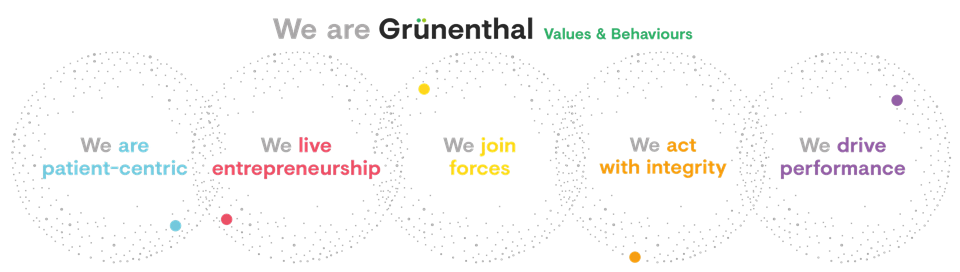 We are Grünenthal Values & Behaviours
We are
patient-centric
We live
entrepreneurship
We join
forces
We act
with integrity
We drive
performance